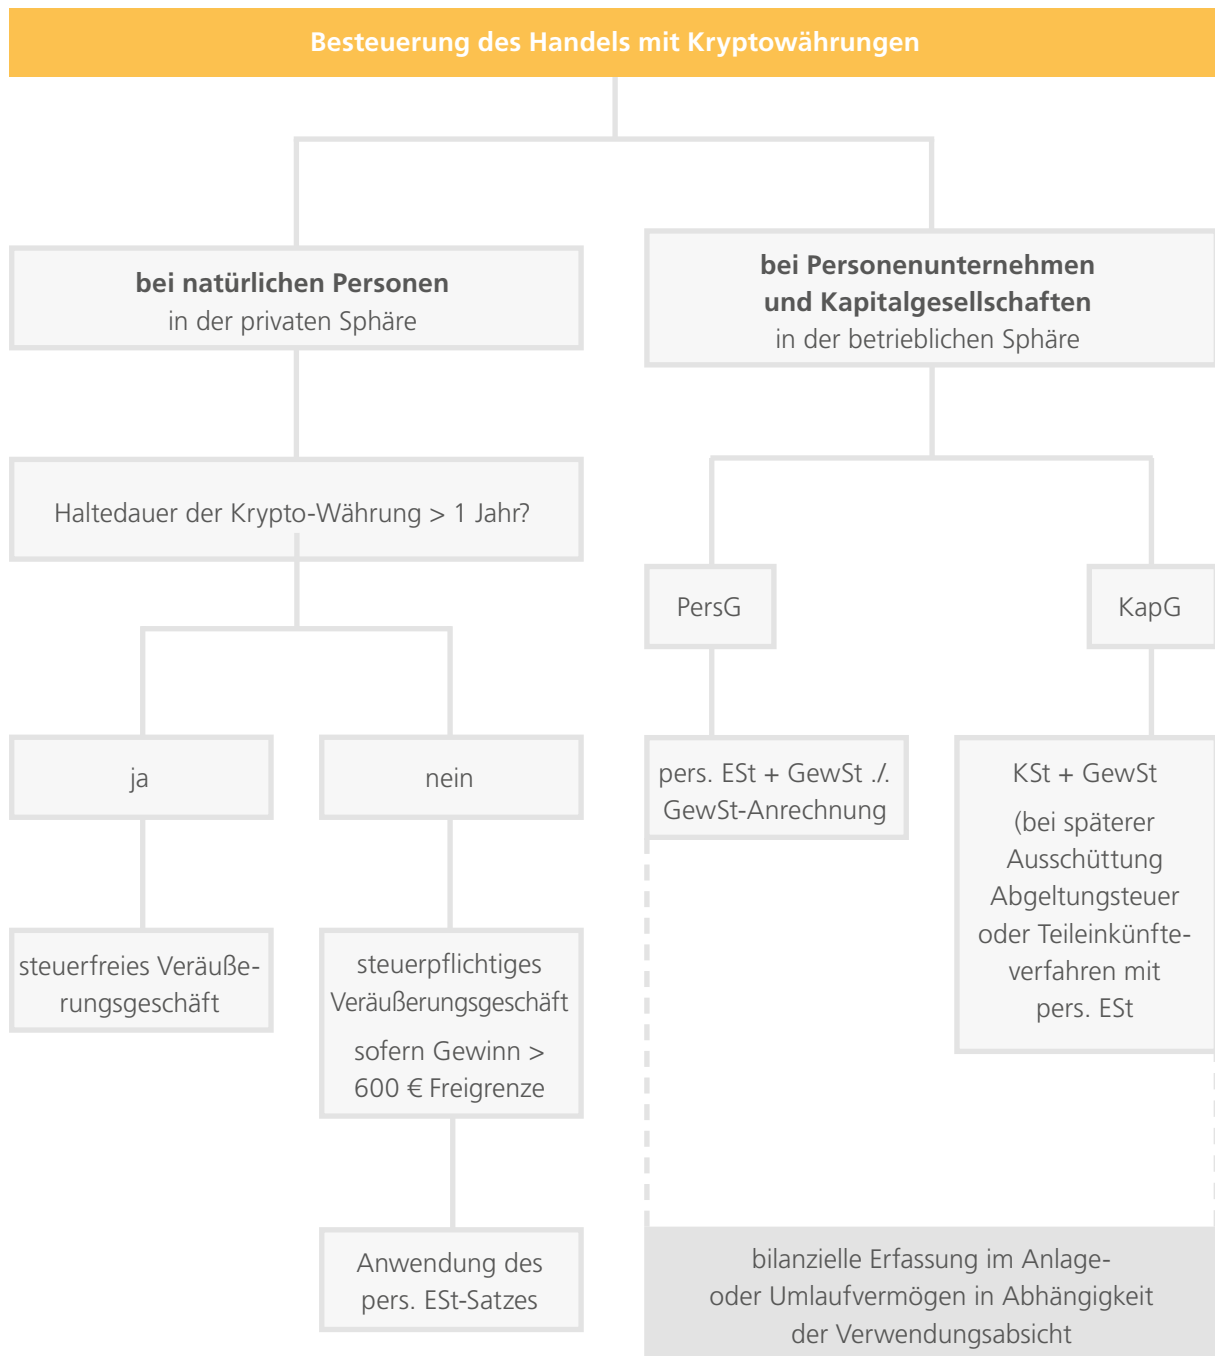 Besteuerung des Handels mit Kryptowährungen
bei natürlichen Personen
in der privaten Sphäre
bei Personenunternehmen
und Kapitalgesellschaften
in der betrieblichen Sphäre
Haltedauer der Krypto-Währung > 1 Jahr?
PersG
KapG
ja
nein
pers. ESt + GewSt ./.
GewSt-Anrechnung
KSt + GewSt
(bei späterer
Ausschüttung
Abgeltungsteuer
oder Teileinkünfte-
verfahren mit
pers. ESt
steuerfreies Veräuße-
rungsgeschäft
steuerpflichtiges
Veräußerungsgeschäft
sofern Gewinn >
600 € Freigrenze
Anwendung des
pers. ESt-Satzes
bilanzielle Erfassung im Anlage-
oder Umlaufvermögen in Abhängigkeit
der Verwendungsabsicht